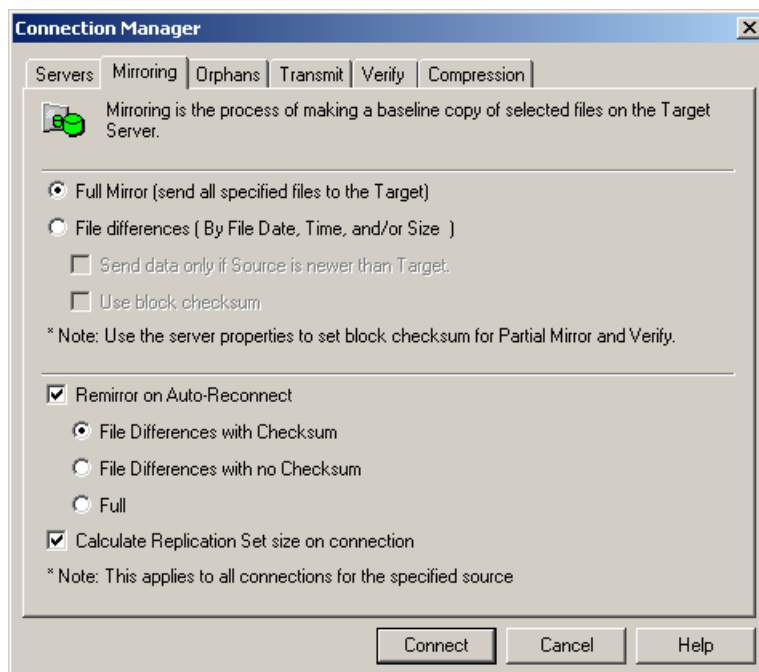 Connection Manager
Servers Mirroring Orphans Transmit Verify Compression
Mirroring is the process of making a baseline copy of selected files on the Target
Server.
Full Mirror (send all specified files to the Target)
File differences ( By File Date, Time, and/or Size  )
Send data only if Source is newer than Target.
Use block checksum
* Note: Use the server properties to set block checksum for Partial Mirror and Verify.
Remirror on Auto-Reconnect
File Differences with Checksum
File Differences with no Checksum
Full
Calculate Replication Set size on connection
* Note: This applies to all connections for the specified source
Connect Cancel Help